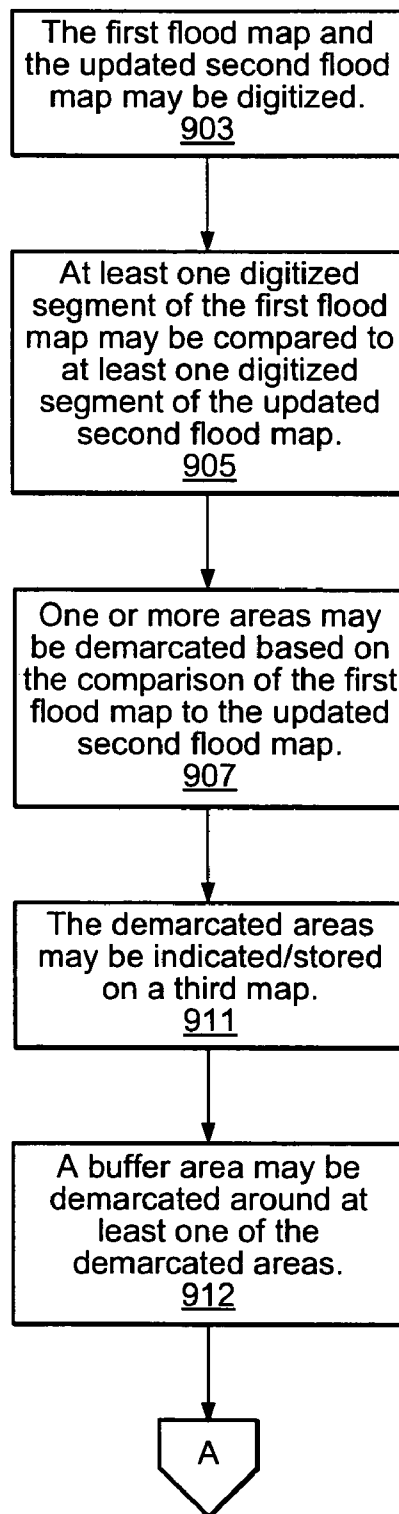 The first flood map and
the updated second flood
map may be digitized.
903
At least one digitized
segment of the first flood
map may be compared to
at least one digitized
segment of the updated
second flood map.
905
One or more areas may
be demarcated based on
the comparison of the first
flood map to the updated
second flood map.
907
The demarcated areas
may be indicated/stored
on a third map.
911
A buffer area may be
demarcated around at
least one of the
demarcated areas.
912
A